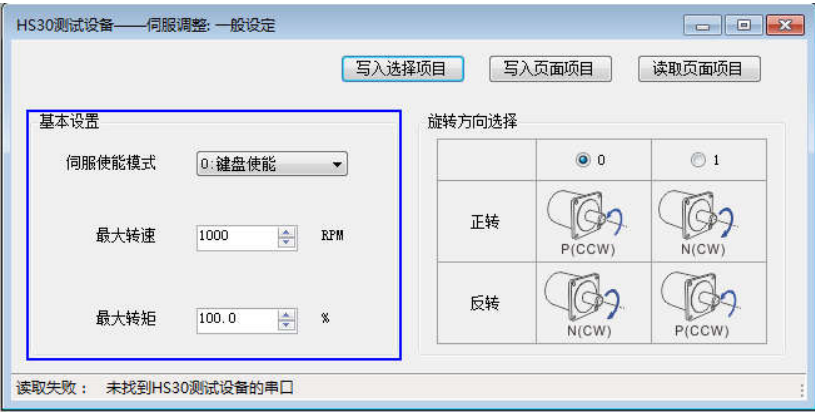 HS30测试设备——伺服调整: 一般设定
写入选择项目 写入页面项目 读取页面项目
基本设置
伺服使能模式 0:键盘使能
最大转速 1000 RPM
最大转矩 100.0 %
旋转方向选择
0 1
正转 P(CCW) N(CW)
反转 N(CW) P(CCW)
读取失败： 未找到HS30测试设备的串口